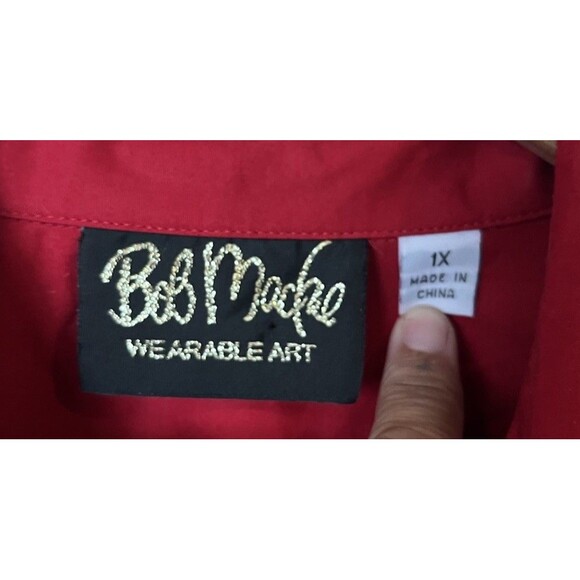 Bob Mackie
WEARABLE ART
1X
MADE IN
CHINA